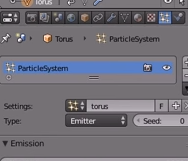 Torus
Torus ParticleSystem
ParticleSystem
Settings: torus F
Type: Emitter Seed: 0
Emission